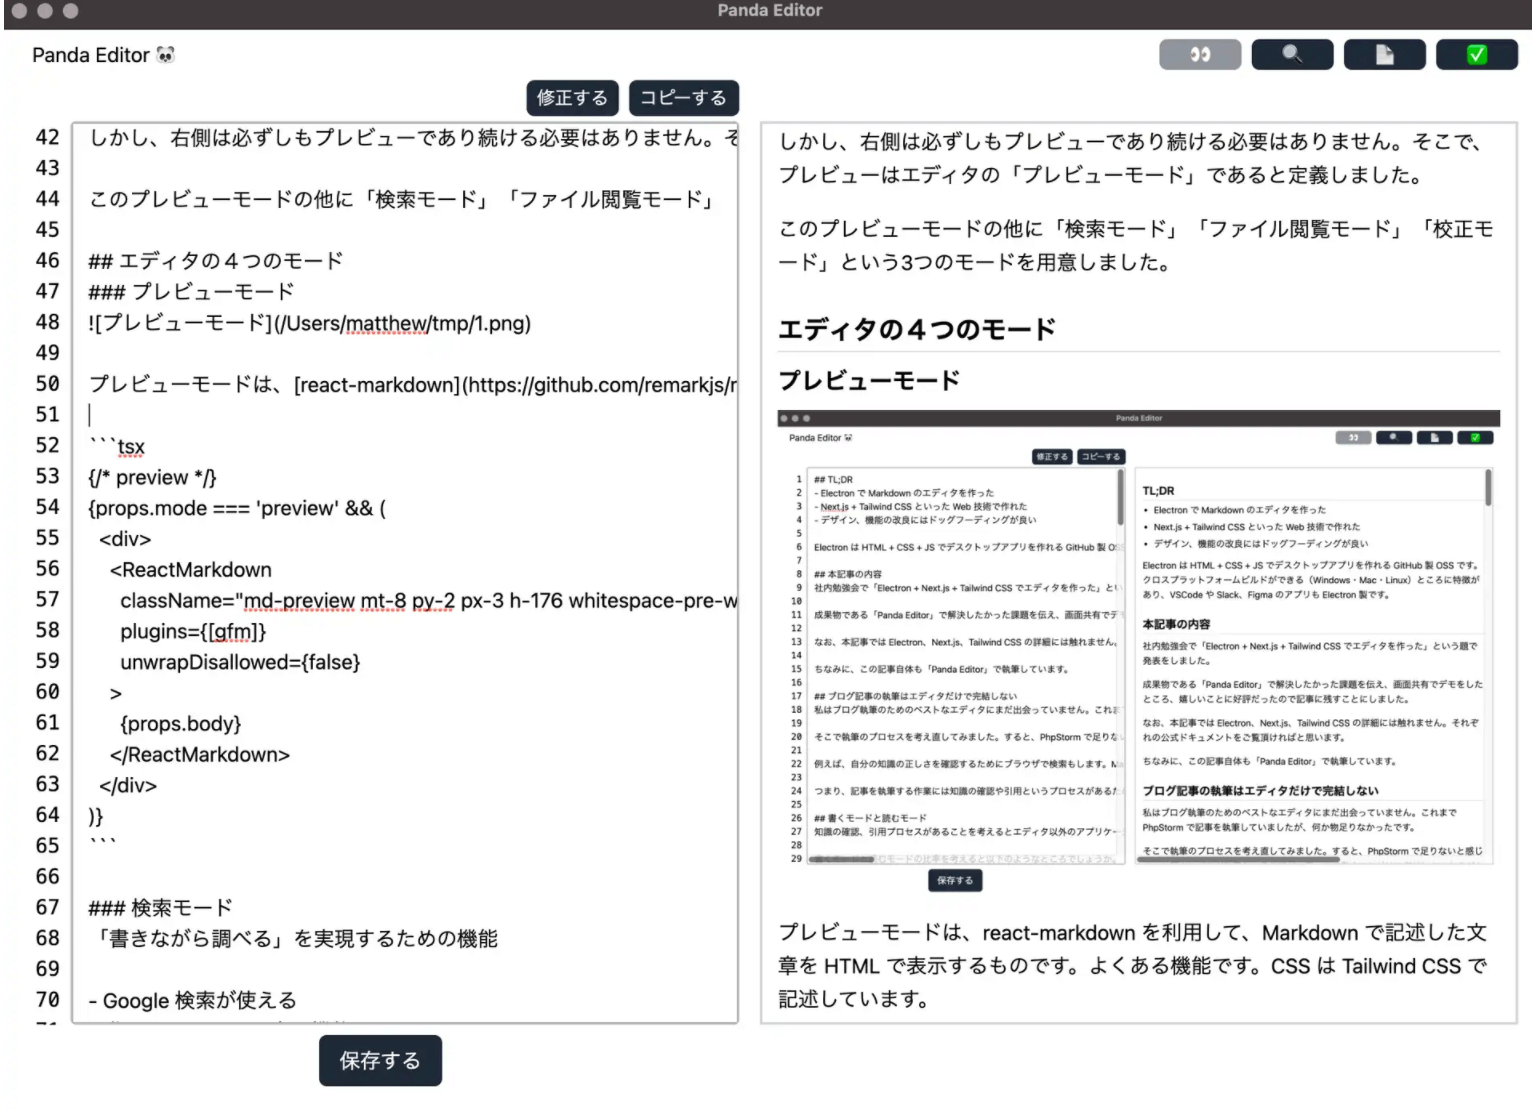 Panda Editor
Panda Editor 🐼
👀 🔍 📄 ✅
修正する コピーする
42 しかし、右側は必ずしもプレビューであり続ける必要はありません。そ
43
44 このプレビューモードの他に「検索モード」「ファイル閲覧モード」
45
46 ## エディタの４つのモード
47 ### プレビューモード
48 ![プレビューモード](/Users/matthew/tmp/1.png)
49
50 プレビューモードは、[react-markdown](https://github.com/remarkjs/r
51
52 ```tsx
53 {/* preview */}
54 {props.mode === 'preview' && (
55 <div>
56 <ReactMarkdown
57 className="md-preview mt-8 py-2 px-3 h-176 whitespace-pre-w
58 plugins={[gfm]}
59 unwrapDisallowed={false}
60 >
61 {props.body}
62 </ReactMarkdown>
63 </div>
64 )}
65 ```
66
67 ### 検索モード
68 「書きながら調べる」を実現するための機能
69
70 - Google 検索が使える
保存する
しかし、右側は必ずしもプレビューであり続ける必要はありません。そこで、
プレビューはエディタの「プレビューモード」であると定義しました。
このプレビューモードの他に「検索モード」「ファイル閲覧モード」「校正モ
ード」という3つのモードを用意しました。
エディタの４つのモード
プレビューモード
Panda Editor
Panda Editor 🐼
👀 🔍 📄 ✅
修正する コピーする
1 ## TL;DR
2 - Electron で Markdown のエディタを作った
3 - Next.js + Tailwind CSS といった Web 技術で作れた
4 - デザイン、機能の改良にはドッグフーディングが良い
5
6 Electron は HTML + CSS + JS でデスクトップアプリを作れる GitHub 製 OS
7
8 ## 本記事の内容
9 社内勉強会で「Electron + Next.js + Tailwind CSS でエディタを作った」とい
10
11 成果物である「Panda Editor」で解決したかった課題を伝え、画面共有でデ
12
13 なお、本記事では Electron、Next.js、Tailwind CSS の詳細には触れません。
14
15 ちなみに、この記事自体も「Panda Editor」で執筆しています。
16
17 ## ブログ記事の執筆はエディタだけで完結しない
18 私はブログ執筆のためのベストなエディタにまだ出会っていません。これま
19
20 そこで執筆のプロセスを考え直してみました。すると、PhpStorm で足りな
21
22 例えば、自分の知識の正しさを確認するためにブラウザで検索もします。M
23
24 つまり、記事を執筆する作業には知識の確認や引用というプロセスがあるた
25
26 ## 書くモードと読むモード
27 知識の確認、引用プロセスがあることを考えるとエディタ以外のアプリケー
28
29 モードの比率を考えると以下のようなところでしょうか。
保存する
TL;DR
• Electron で Markdown のエディタを作った
• Next.js + Tailwind CSS といった Web 技術で作れた
• デザイン、機能の改良にはドッグフーディングが良い
Electron は HTML + CSS + JS でデスクトップアプリを作れる GitHub 製 OSS です。
クロスプラットフォームビルドができる（Windows・Mac・Linux）ところに特徴が
あり、VSCode や Slack、Figma のアプリも Electron 製です。
本記事の内容
社内勉強会で「Electron + Next.js + Tailwind CSS でエディタを作った」という題で
発表をしました。
成果物である「Panda Editor」で解決したかった課題を伝え、画面共有でデモをした
ところ、嬉しいことに好評だったので記事に残すことにしました。
なお、本記事では Electron、Next.js、Tailwind CSS の詳細には触れません。それぞ
れの公式ドキュメントをご覧頂ければと思います。
ちなみに、この記事自体も「Panda Editor」で執筆しています。
ブログ記事の執筆はエディタだけで完結しない
私はブログ執筆のためのベストなエディタにまだ出会っていません。これまで
PhpStorm で記事を執筆していましたが、何か物足りなかったです。
そこで執筆のプロセスを考え直してみました。すると、PhpStorm で足りないと感じ
プレビューモードは、react-markdown を利用して、Markdown で記述した文
章を HTML で表示するものです。よくある機能です。CSS は Tailwind CSS で
記述しています。